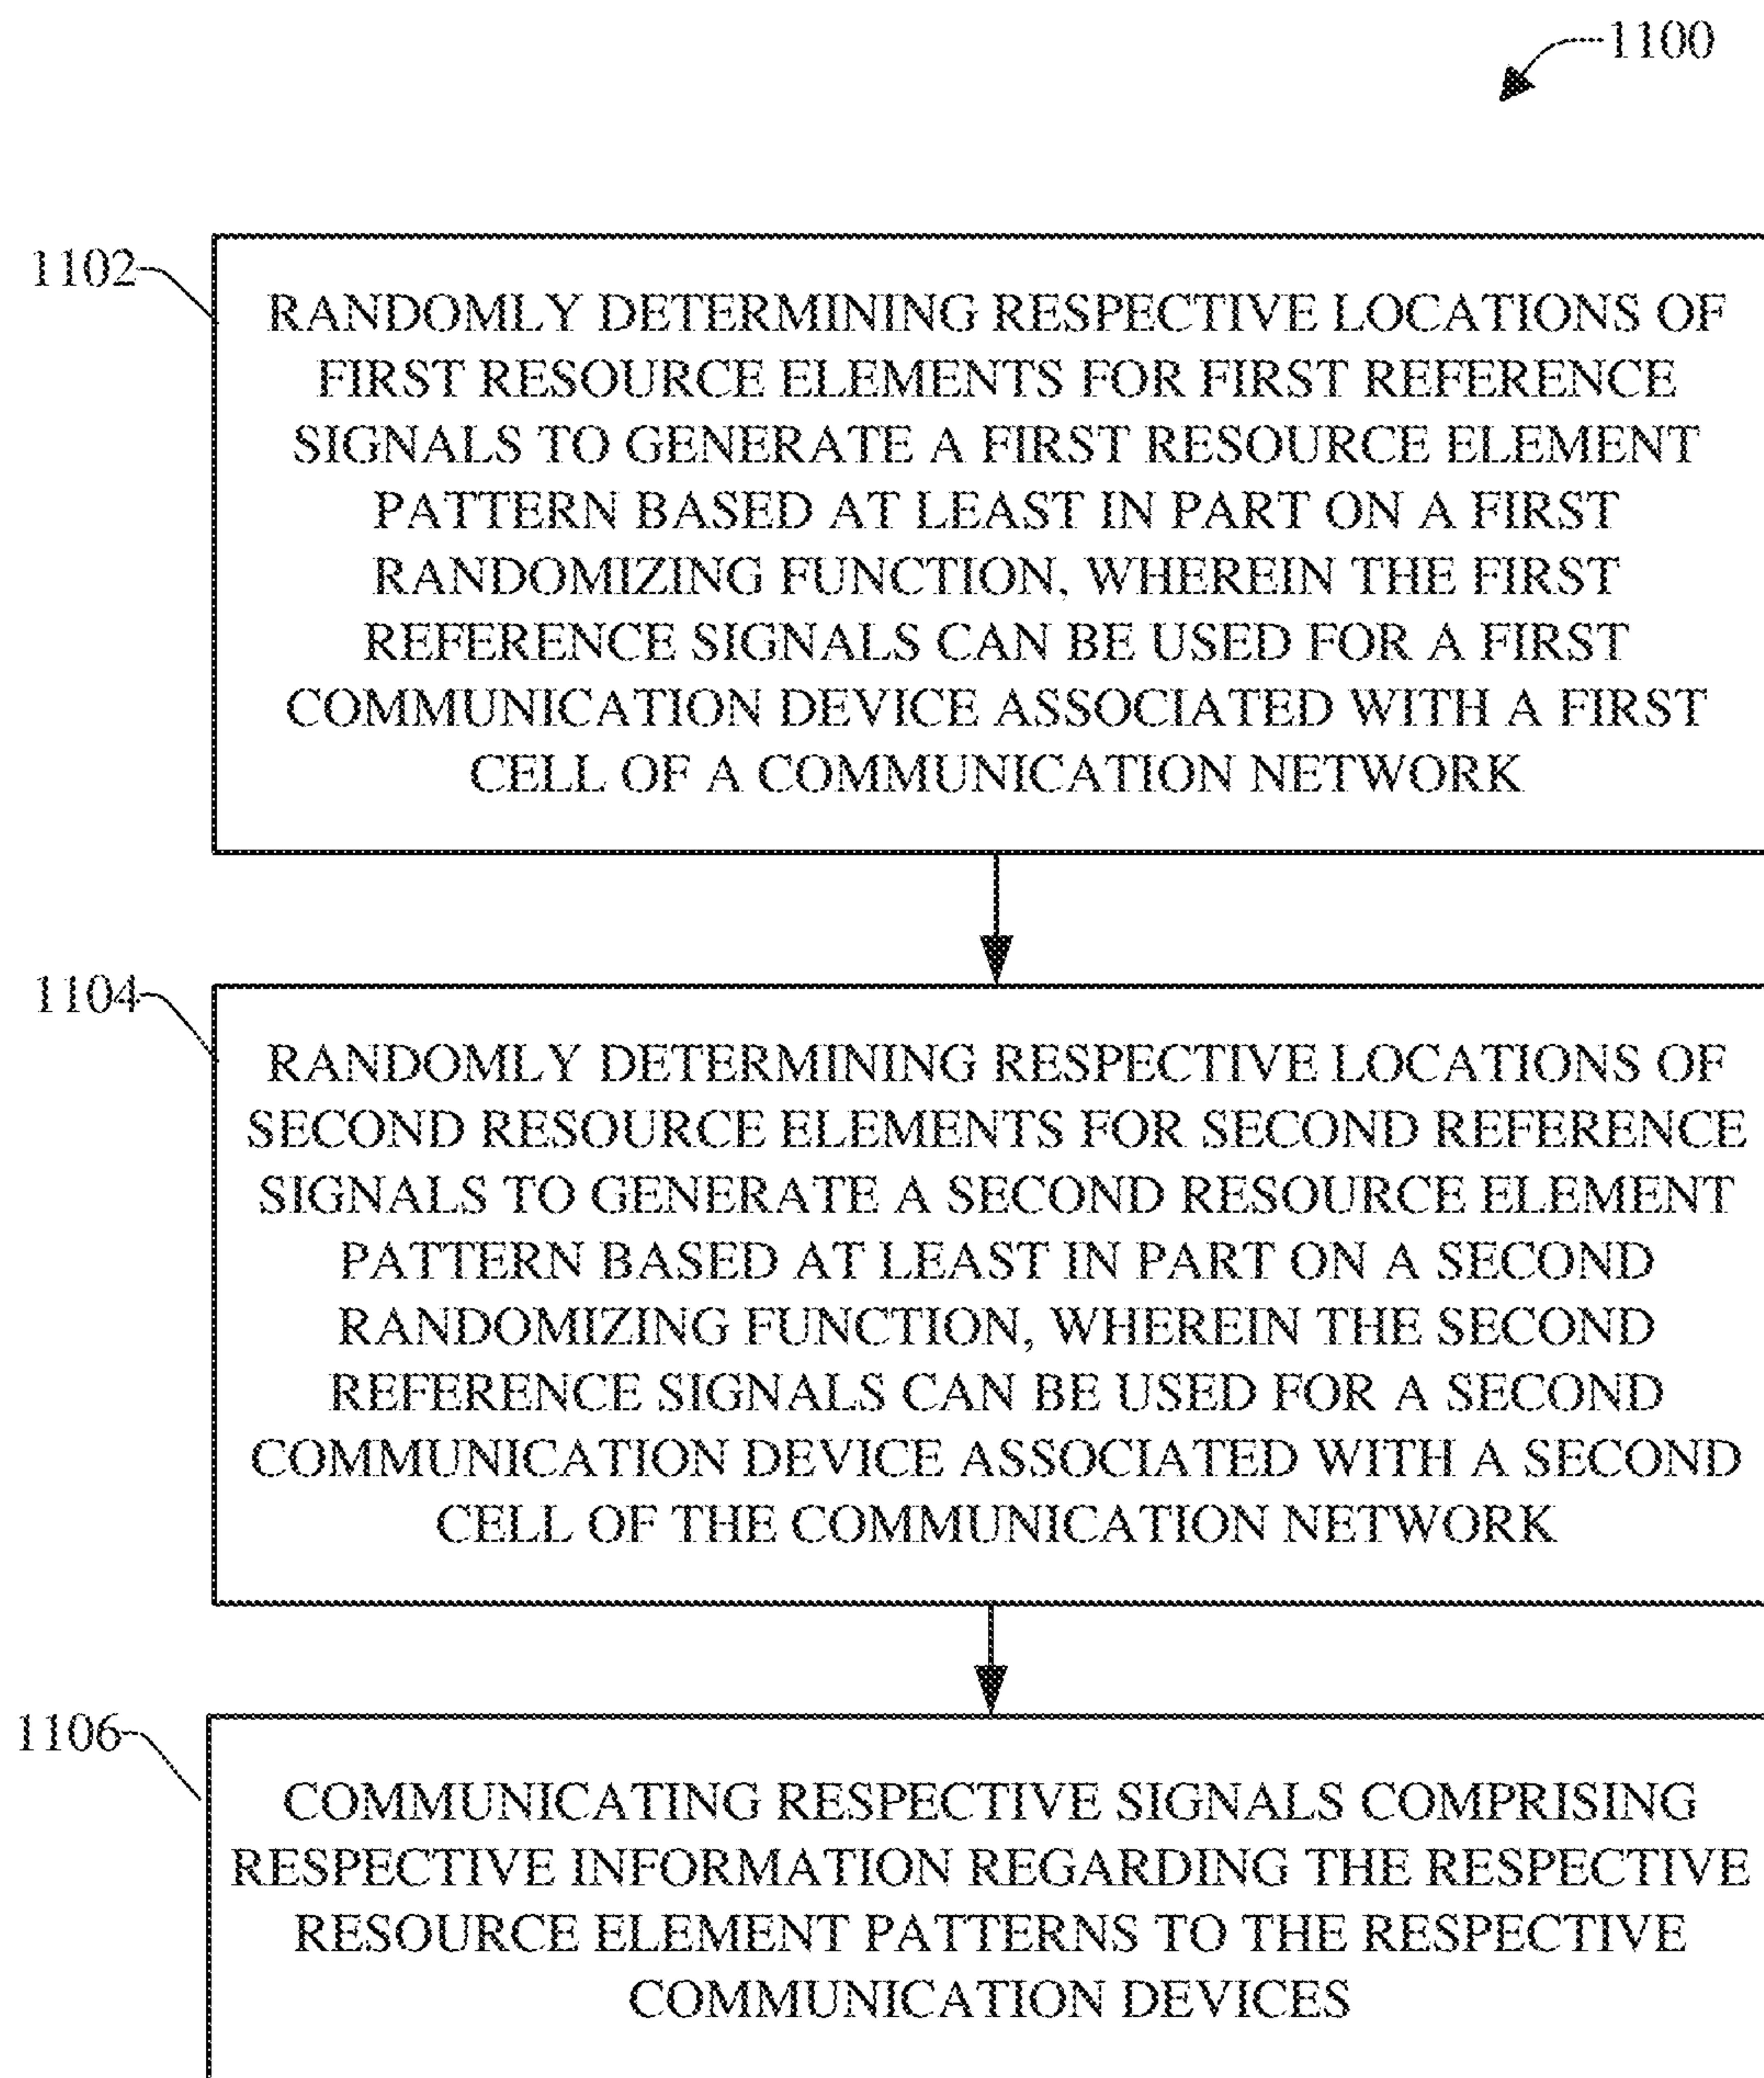 1100
1102
RANDOMLY DETERMINING RESPECTIVE LOCATIONS OF
FIRST RESOURCE ELEMENTS FOR FIRST REFERENCE
SIGNALS TO GENERATE A FIRST RESOURCE ELEMENT
PATTERN BASED AT LEAST IN PART ON A FIRST
RANDOMIZING FUNCTION, WHEREIN THE FIRST
REFERENCE SIGNALS CAN BE USED FOR A FIRST
COMMUNICATION DEVICE ASSOCIATED WITH A FIRST
CELL OF A COMMUNICATION NETWORK
1104
RANDOMLY DETERMINING RESPECTIVE LOCATIONS OF
SECOND RESOURCE ELEMENTS FOR SECOND REFERENCE
SIGNALS TO GENERATE A SECOND RESOURCE ELEMENT
PATTERN BASED AT LEAST IN PART ON A SECOND
RANDOMIZING FUNCTION, WHEREIN THE SECOND
REFERENCE SIGNALS CAN BE USED FOR A SECOND
COMMUNICATION DEVICE ASSOCIATED WITH A SECOND
CELL OF THE COMMUNICATION NETWORK
1106
COMMUNICATING RESPECTIVE SIGNALS COMPRISING
RESPECTIVE INFORMATION REGARDING THE RESPECTIVE
RESOURCE ELEMENT PATTERNS TO THE RESPECTIVE
COMMUNICATION DEVICES